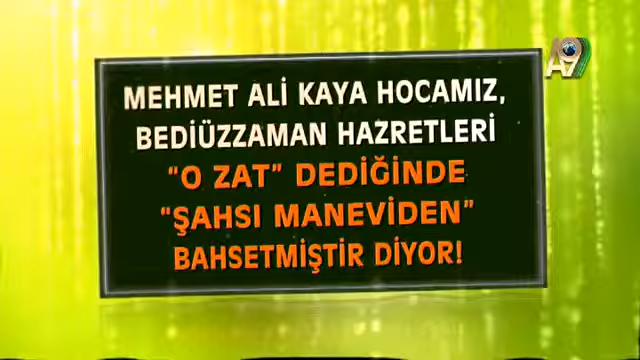 A9
MEHMET ALİ KAYA HOCAMIZ,
BEDİÜZZAMAN HAZRETLERİ
"O ZAT" DEDİĞİNDE
"ŞAHSI MANEVİDEN"
BAHSETMİŞTİR DİYOR!